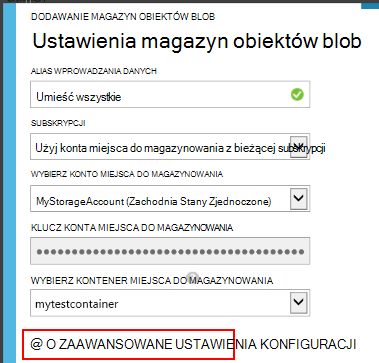 DODAWANIE MAGAZYN OBIEKTÓW BLOB
Ustawienia magazyn obiektów blob
ALIAS WPROWADZANIA DANYCH
Umieść wszystkie
SUBSKRYPCJI
Użyj konta miejsca do magazynowania z bieżącej subskrypcji
WYBIERZ KONTO MIEJSCA DO MAGAZYNOWANIA
MyStorageAccount (Zachodnia Stany Zjednoczone)
KLUCZ KONTA MIEJSCA DO MAGAZYNOWANIA
WYBIERZ KONTENER MIEJSCA DO MAGAZYNOWANIA
mytestcontainer
@ O ZAAWANSOWANE USTAWIENIA KONFIGURACJI